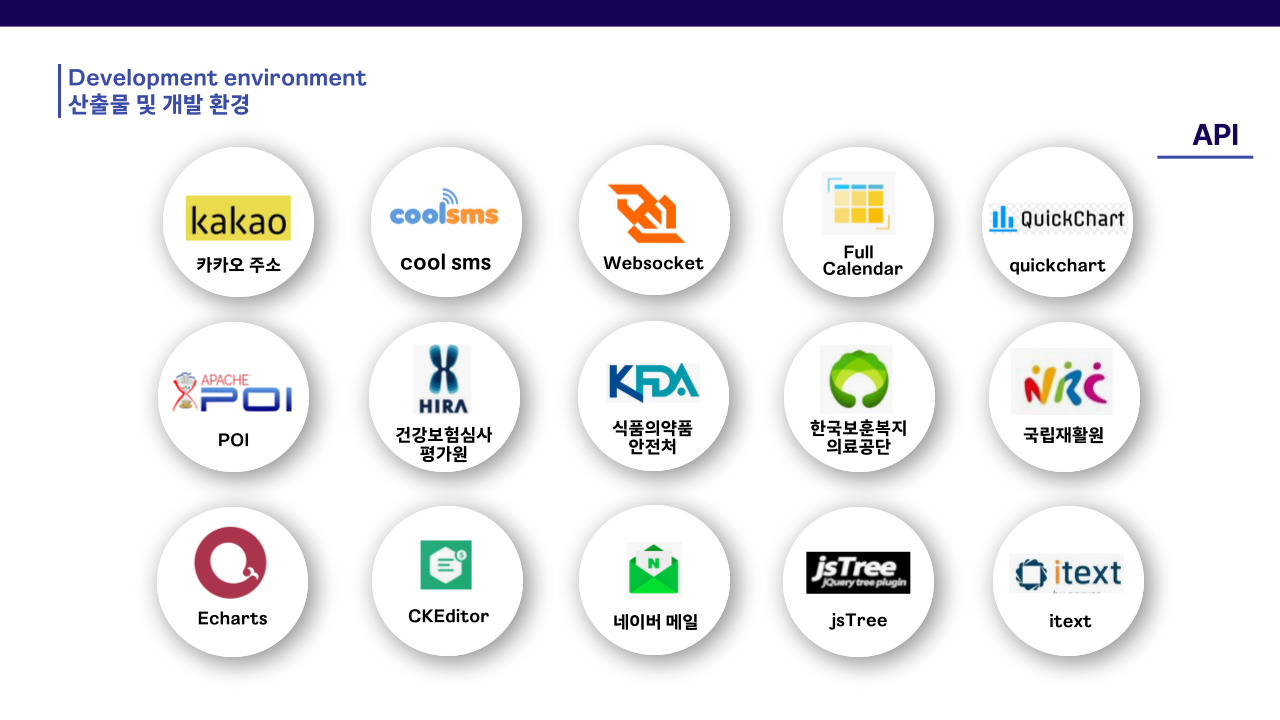 Development environment
산출물 및 개발 환경
API
kakao
카카오 주소
coolsms
cool sms
Websocket
Full
Calendar
QuickChart
quickchart
APACHE
POI
POI
HIRA
건강보험심사
평가원
KFDA
식품의약품
안전처
한국보훈복지
의료공단
NRC
국립재활원
Echarts
CKEditor
N
네이버 메일
jsTree
jQuery tree plugin
jsTree
itext
itext